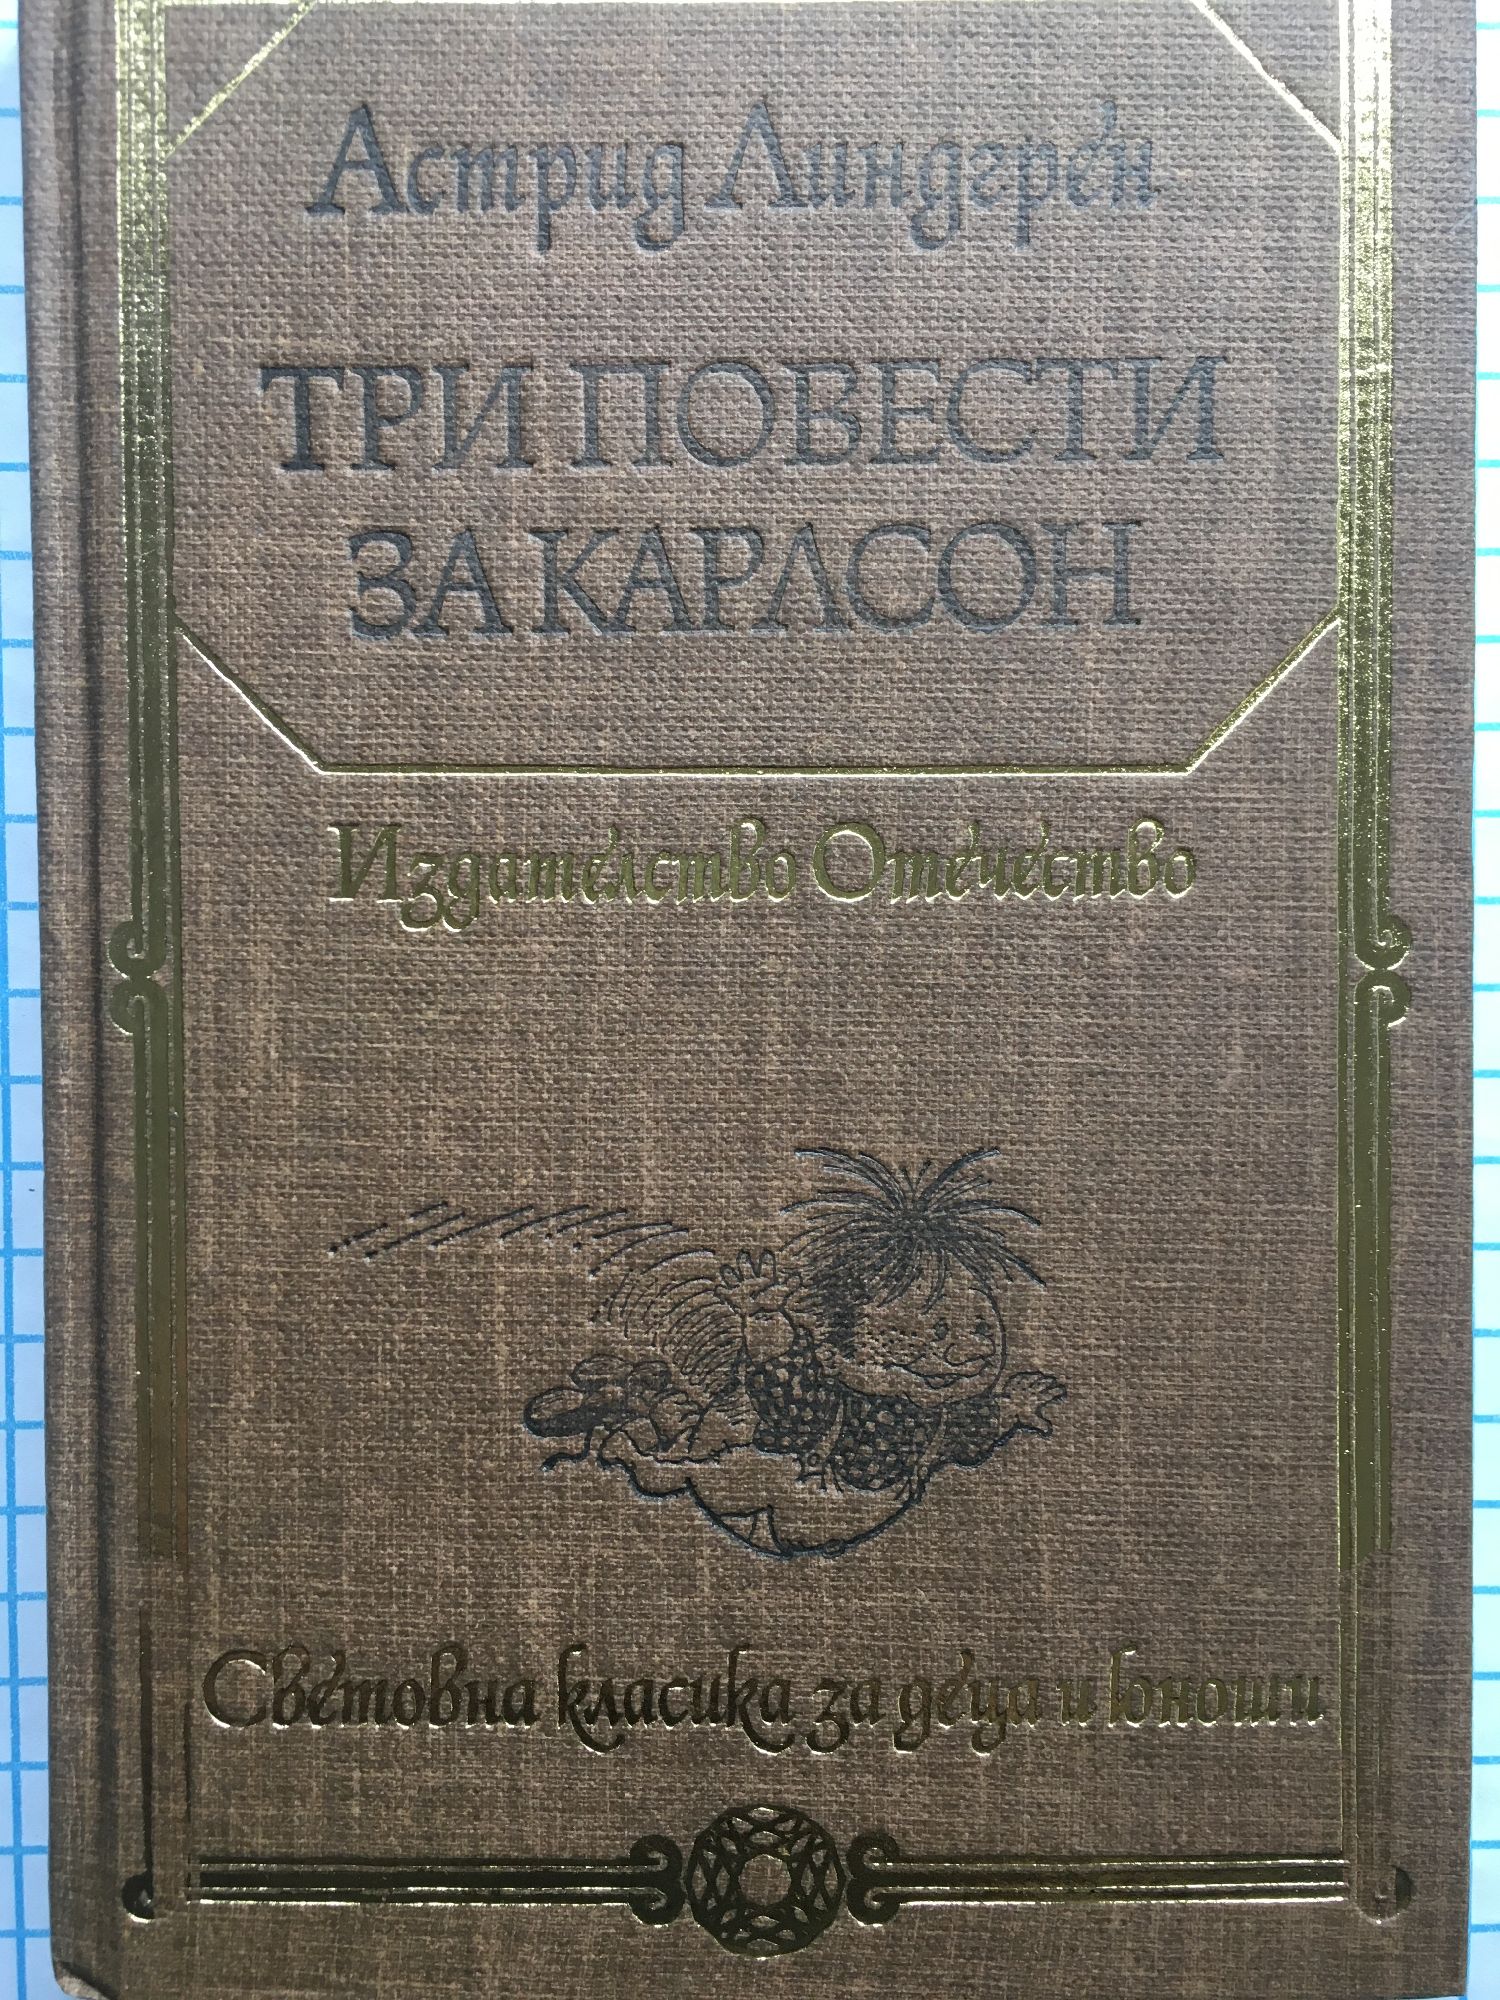 Астрид Линдгрен
ТРИ ПОВЕСТИ
ЗА КАРЛСОН
Издателство Отечество
Световна класика за деца и юноши